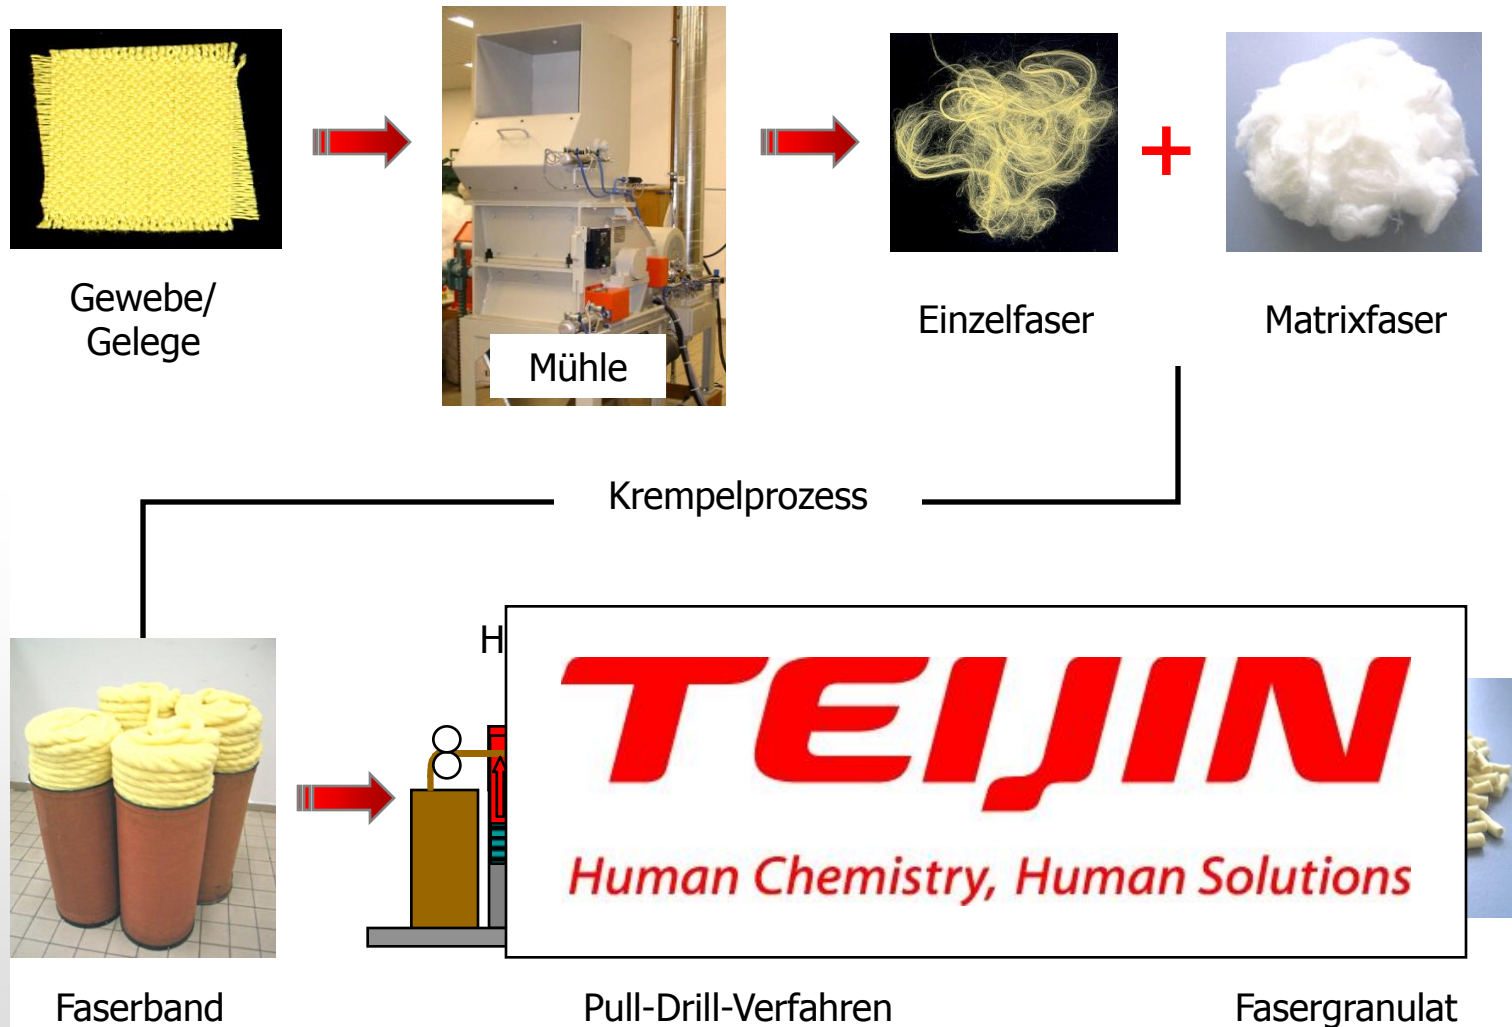 Gewebe/
Gelege
Mühle
Einzelfaser
Matrixfaser
Krempelprozess
H
TEIJIN
Human Chemistry, Human Solutions
Faserband
Pull-Drill-Verfahren
Fasergranulat